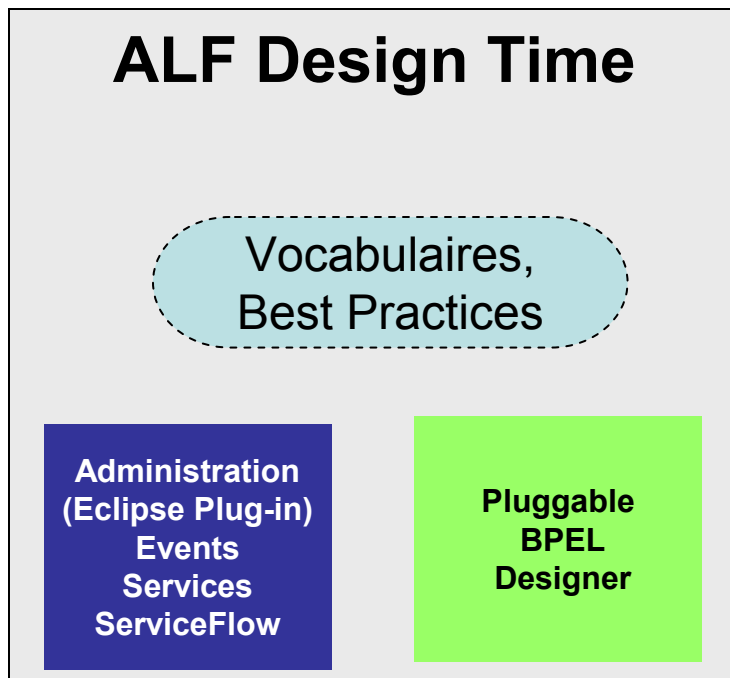 ALF Design Time
Vocabulaires,
Best Practices
Administration
(Eclipse Plug-in)
Events
Services
ServiceFlow
Pluggable
BPEL
Designer